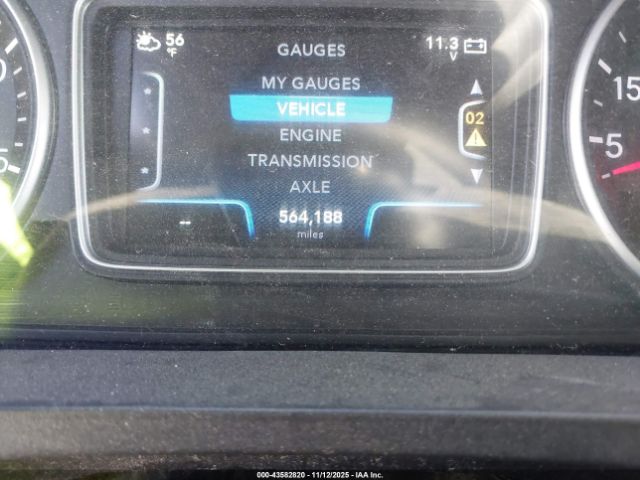 56
°F
GAUGES
11.3
V
MY GAUGES
VEHICLE
02
ENGINE
TRANSMISSION
AXLE
--
564,188
miles
15
5
000-43582820 - 11/12/2025 - IAA Inc.